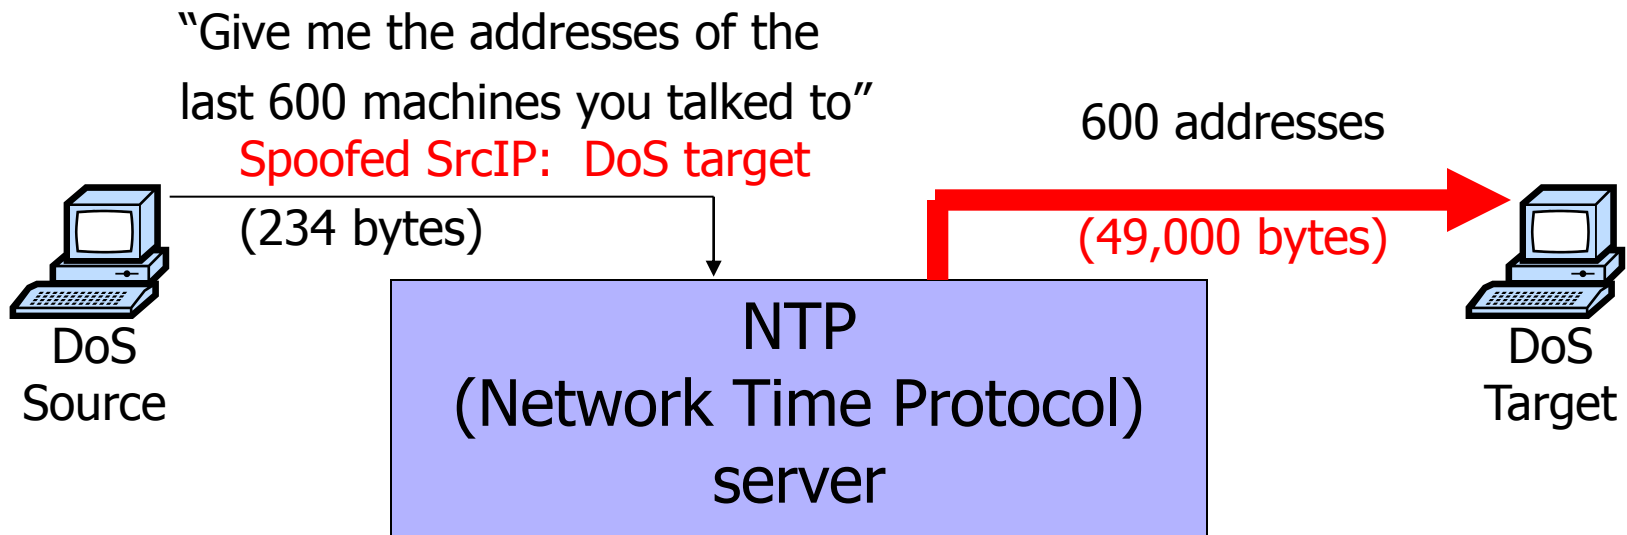 “Give me the addresses of the
last 600 machines you talked to”
Spoofed SrcIP: DoS target
(234 bytes)
600 addresses
(49,000 bytes)
DoS
Source
NTP
(Network Time Protocol)
server
DoS
Target